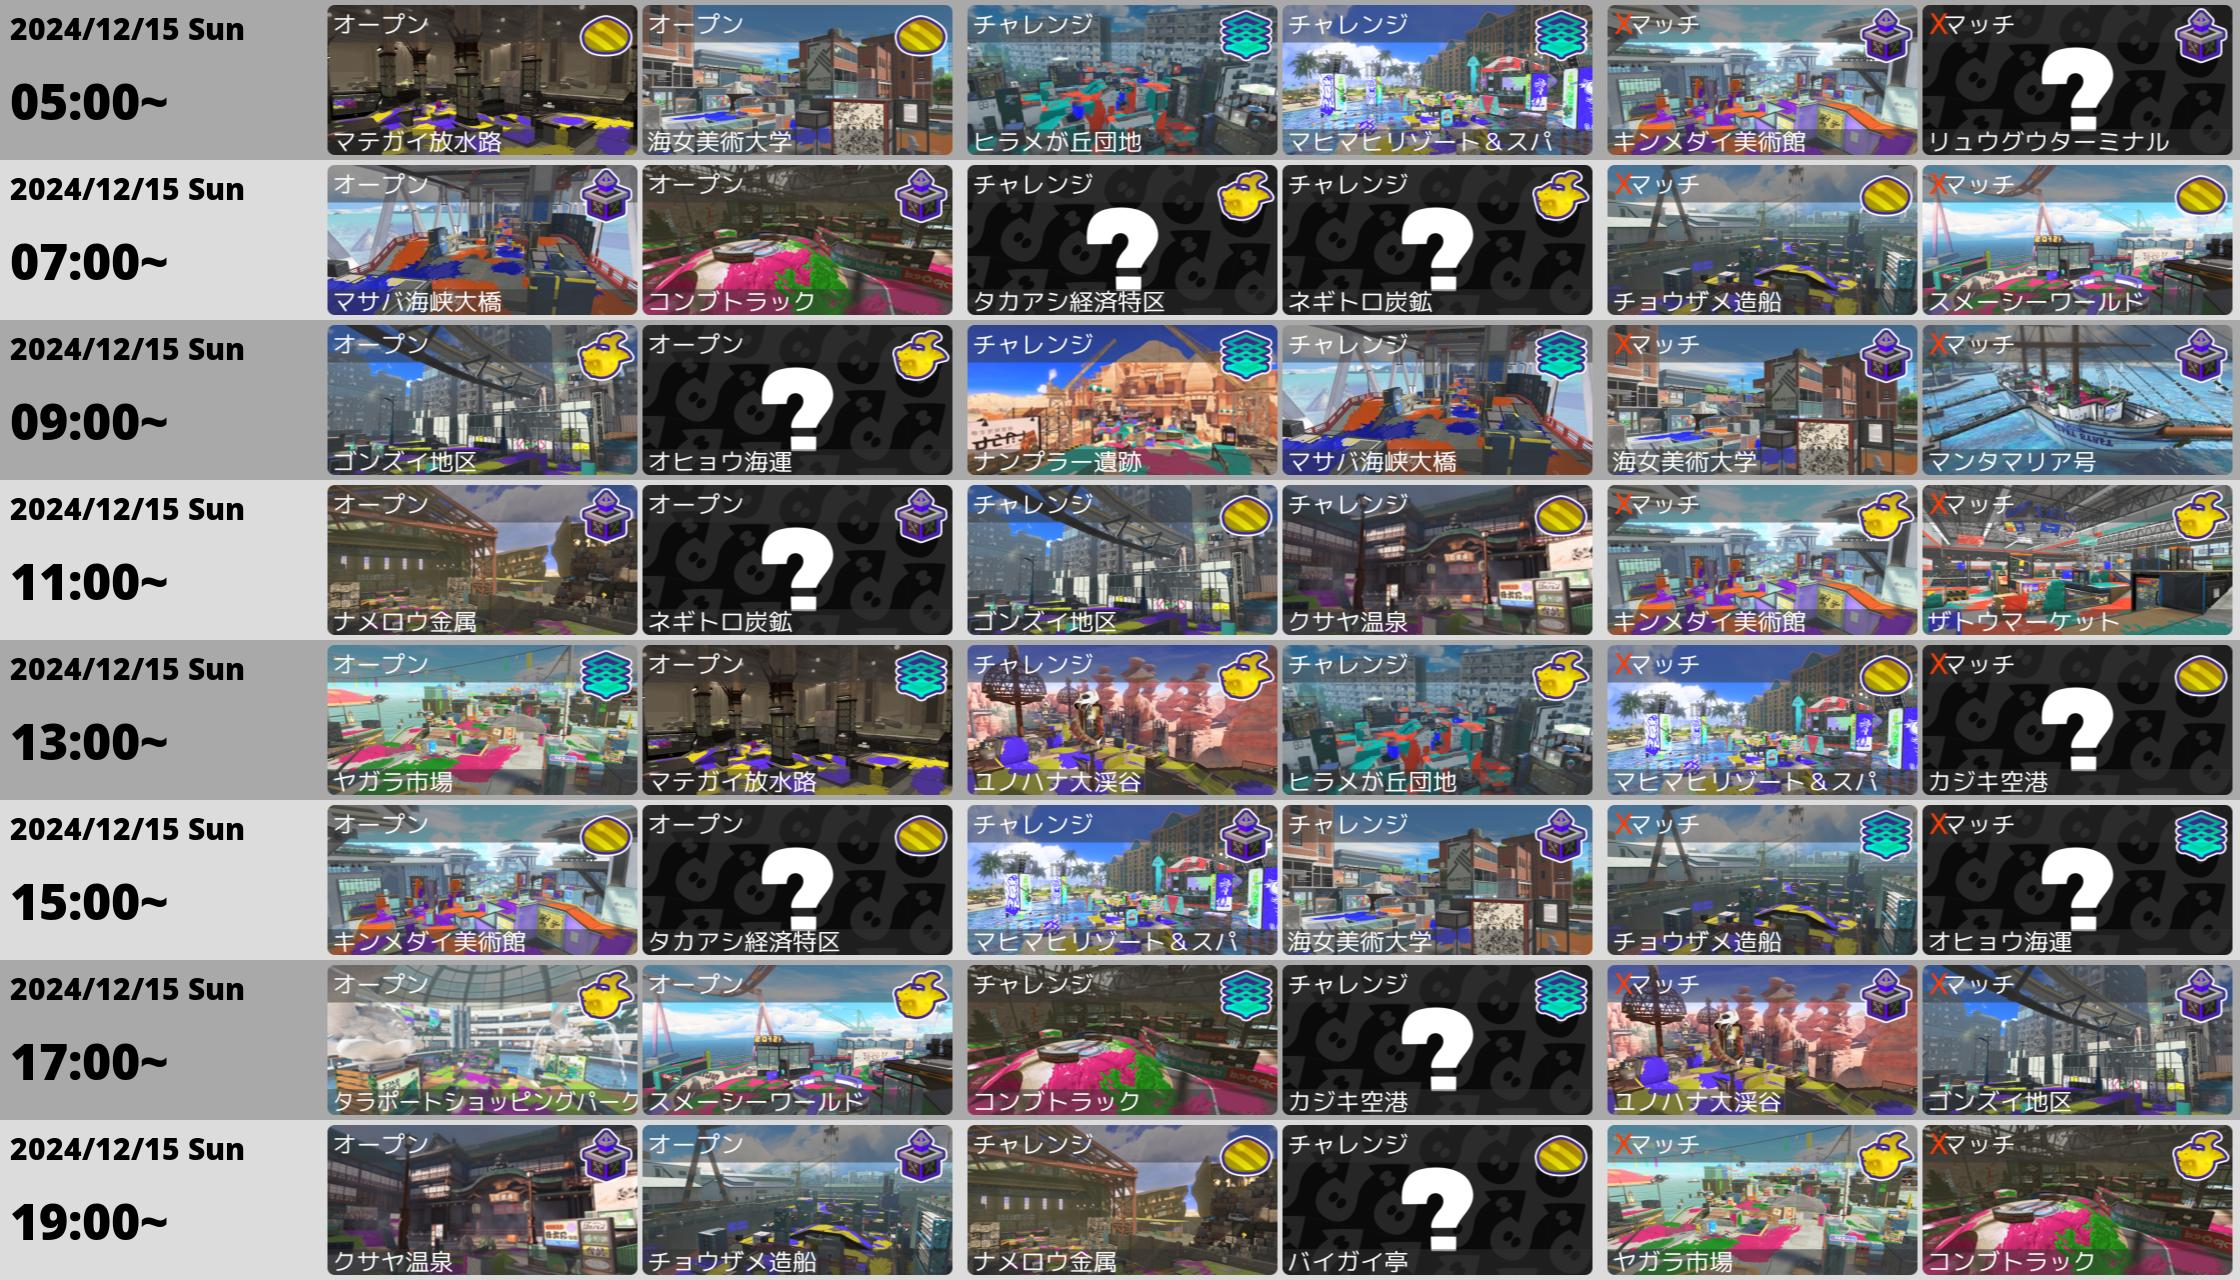 2024/12/15 Sun
05:00~
オープン
マテガイ放水路
オープン
海女美術大学
チャレンジ
ヒラメが丘団地
チャレンジ
マヒマヒリゾート＆スパ
Xマッチ
キンメダイ美術館
Xマッチ
?
リュウグウターミナル
2024/12/15 Sun
07:00~
オープン
マサバ海峡大橋
オープン
コンブトラック
チャレンジ
?
タカアシ経済特区
チャレンジ
?
ネギトロ炭鉱
Xマッチ
チョウザメ造船
Xマッチ
スメーシーワールド
2024/12/15 Sun
09:00~
オープン
ゴンズイ地区
オープン
?
オヒョウ海運
チャレンジ
ナンプラー遺跡
チャレンジ
マサバ海峡大橋
Xマッチ
海女美術大学
Xマッチ
マンタマリア号
2024/12/15 Sun
11:00~
オープン
ナメロウ金属
オープン
?
ネギトロ炭鉱
チャレンジ
ゴンズイ地区
チャレンジ
クサヤ温泉
Xマッチ
キンメダイ美術館
Xマッチ
ザトウマーケット
2024/12/15 Sun
13:00~
オープン
ヤガラ市場
オープン
マテガイ放水路
チャレンジ
ユノハナ大渓谷
チャレンジ
ヒラメが丘団地
Xマッチ
マヒマヒリゾート＆スパ
Xマッチ
?
カジキ空港
2024/12/15 Sun
15:00~
オープン
キンメダイ美術館
オープン
?
タカアシ経済特区
チャレンジ
マヒマヒリゾート＆スパ
チャレンジ
海女美術大学
Xマッチ
チョウザメ造船
Xマッチ
?
オヒョウ海運
2024/12/15 Sun
17:00~
オープン
タラポートショッピングパーク
オープン
スメーシーワールド
チャレンジ
コンブトラック
チャレンジ
?
カジキ空港
Xマッチ
ユノハナ大渓谷
Xマッチ
ゴンズイ地区
2024/12/15 Sun
19:00~
オープン
クサヤ温泉
オープン
チョウザメ造船
チャレンジ
ナメロウ金属
チャレンジ
?
バイガイ亭
Xマッチ
ヤガラ市場
Xマッチ
コンブトラック